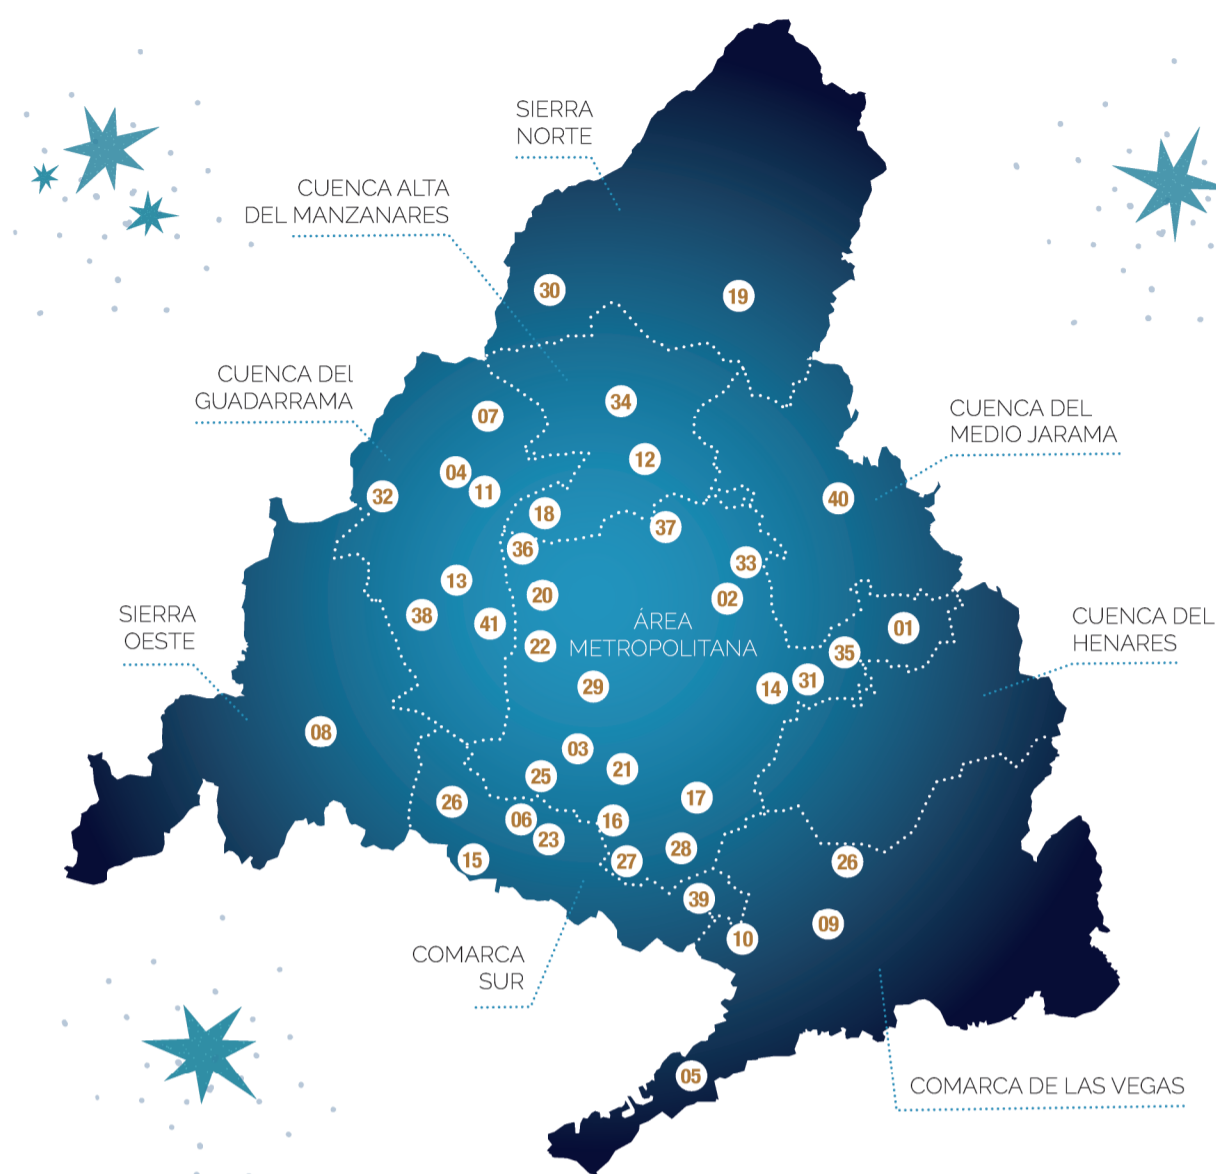 SIERRA
NORTE
CUENCA ALTA
DEL MANZANARES
30
19
CUENCA DEL
GUADARRAMA
07
34
CUENCA DEL
MEDIO JARAMA
04
12
32
11
40
18
37
36
33
13
20
02
SIERRA
OESTE
38
41
ÁREA
METROPOLITANA
01
CUENCA DEL
HENARES
22
35
29
14
31
08
03
25
21
26
17
06
16
23
28
15
27
26
39
09
10
COMARCA
SUR
05
COMARCA DE LAS VEGAS